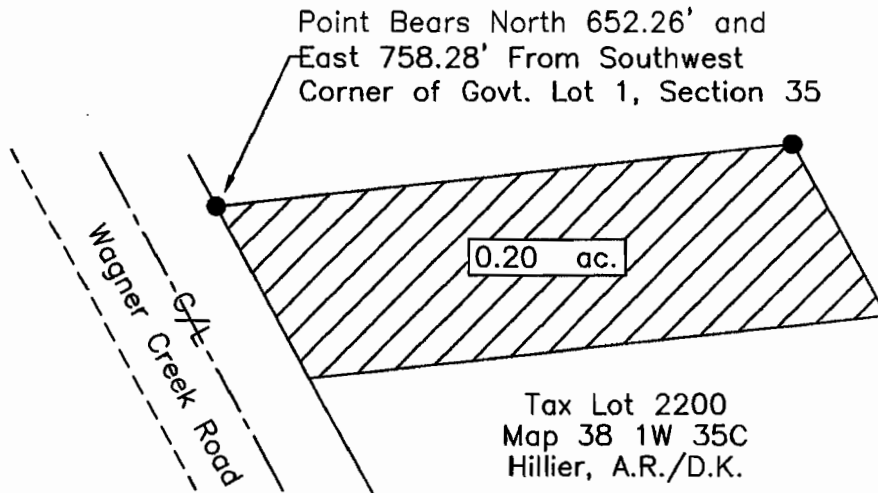 Point Bears North 652.26' and
East 758.28' From Southwest
Corner of Govt. Lot 1, Section 35
0.20 ac.
Wagner Creek Road
C/L
Tax Lot 2200
Map 38 1W 35C
Hillier, A.R./D.K.